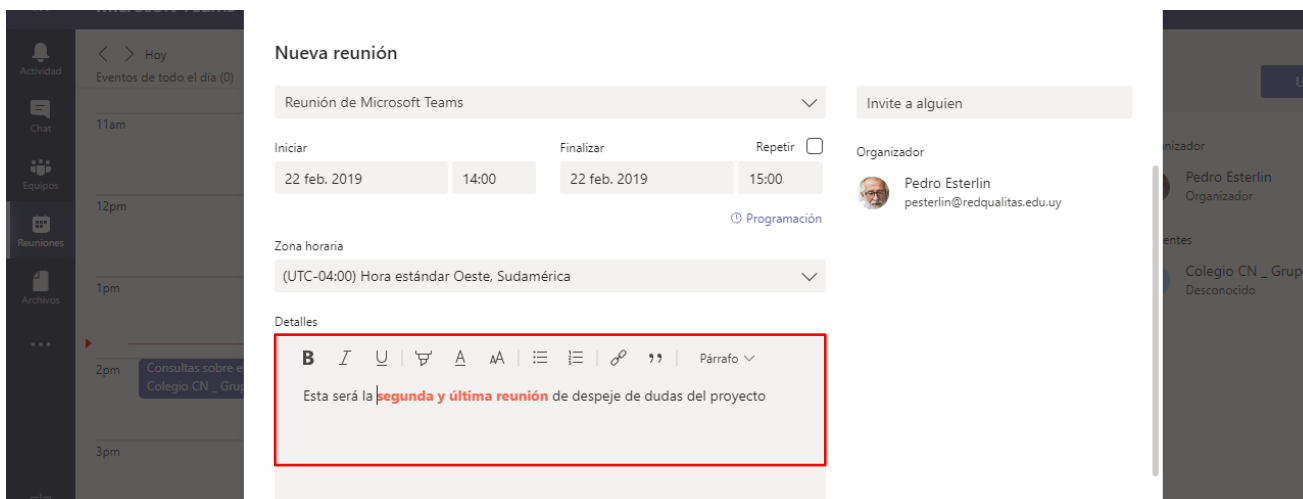 Actividad
Chat
Equipos
Reuniones
Archivos
Hoy
Eventos de todo el día (0)
11am
12pm
1pm
2pm
Consultas sobre e
Colegio CN _ Grup
3pm
Nueva reunión
Reunión de Microsoft Teams
Iniciar
Finalizar
Repetir
22 feb. 2019
14:00
22 feb. 2019
15:00
Programación
Zona horaria
(UTC-04:00) Hora estándar Oeste, Sudamérica
Detalles
B I U A AA Párrafo
Esta será la segunda y última reunión de despeje de dudas del proyecto
Invite a alguien
Organizador
Pedro Esterlin
pesterlin@redqualitas.edu.uy
nizador
Pedro Esterlin
Organizador
entes
Colegio CN _ Grup
Desconocido